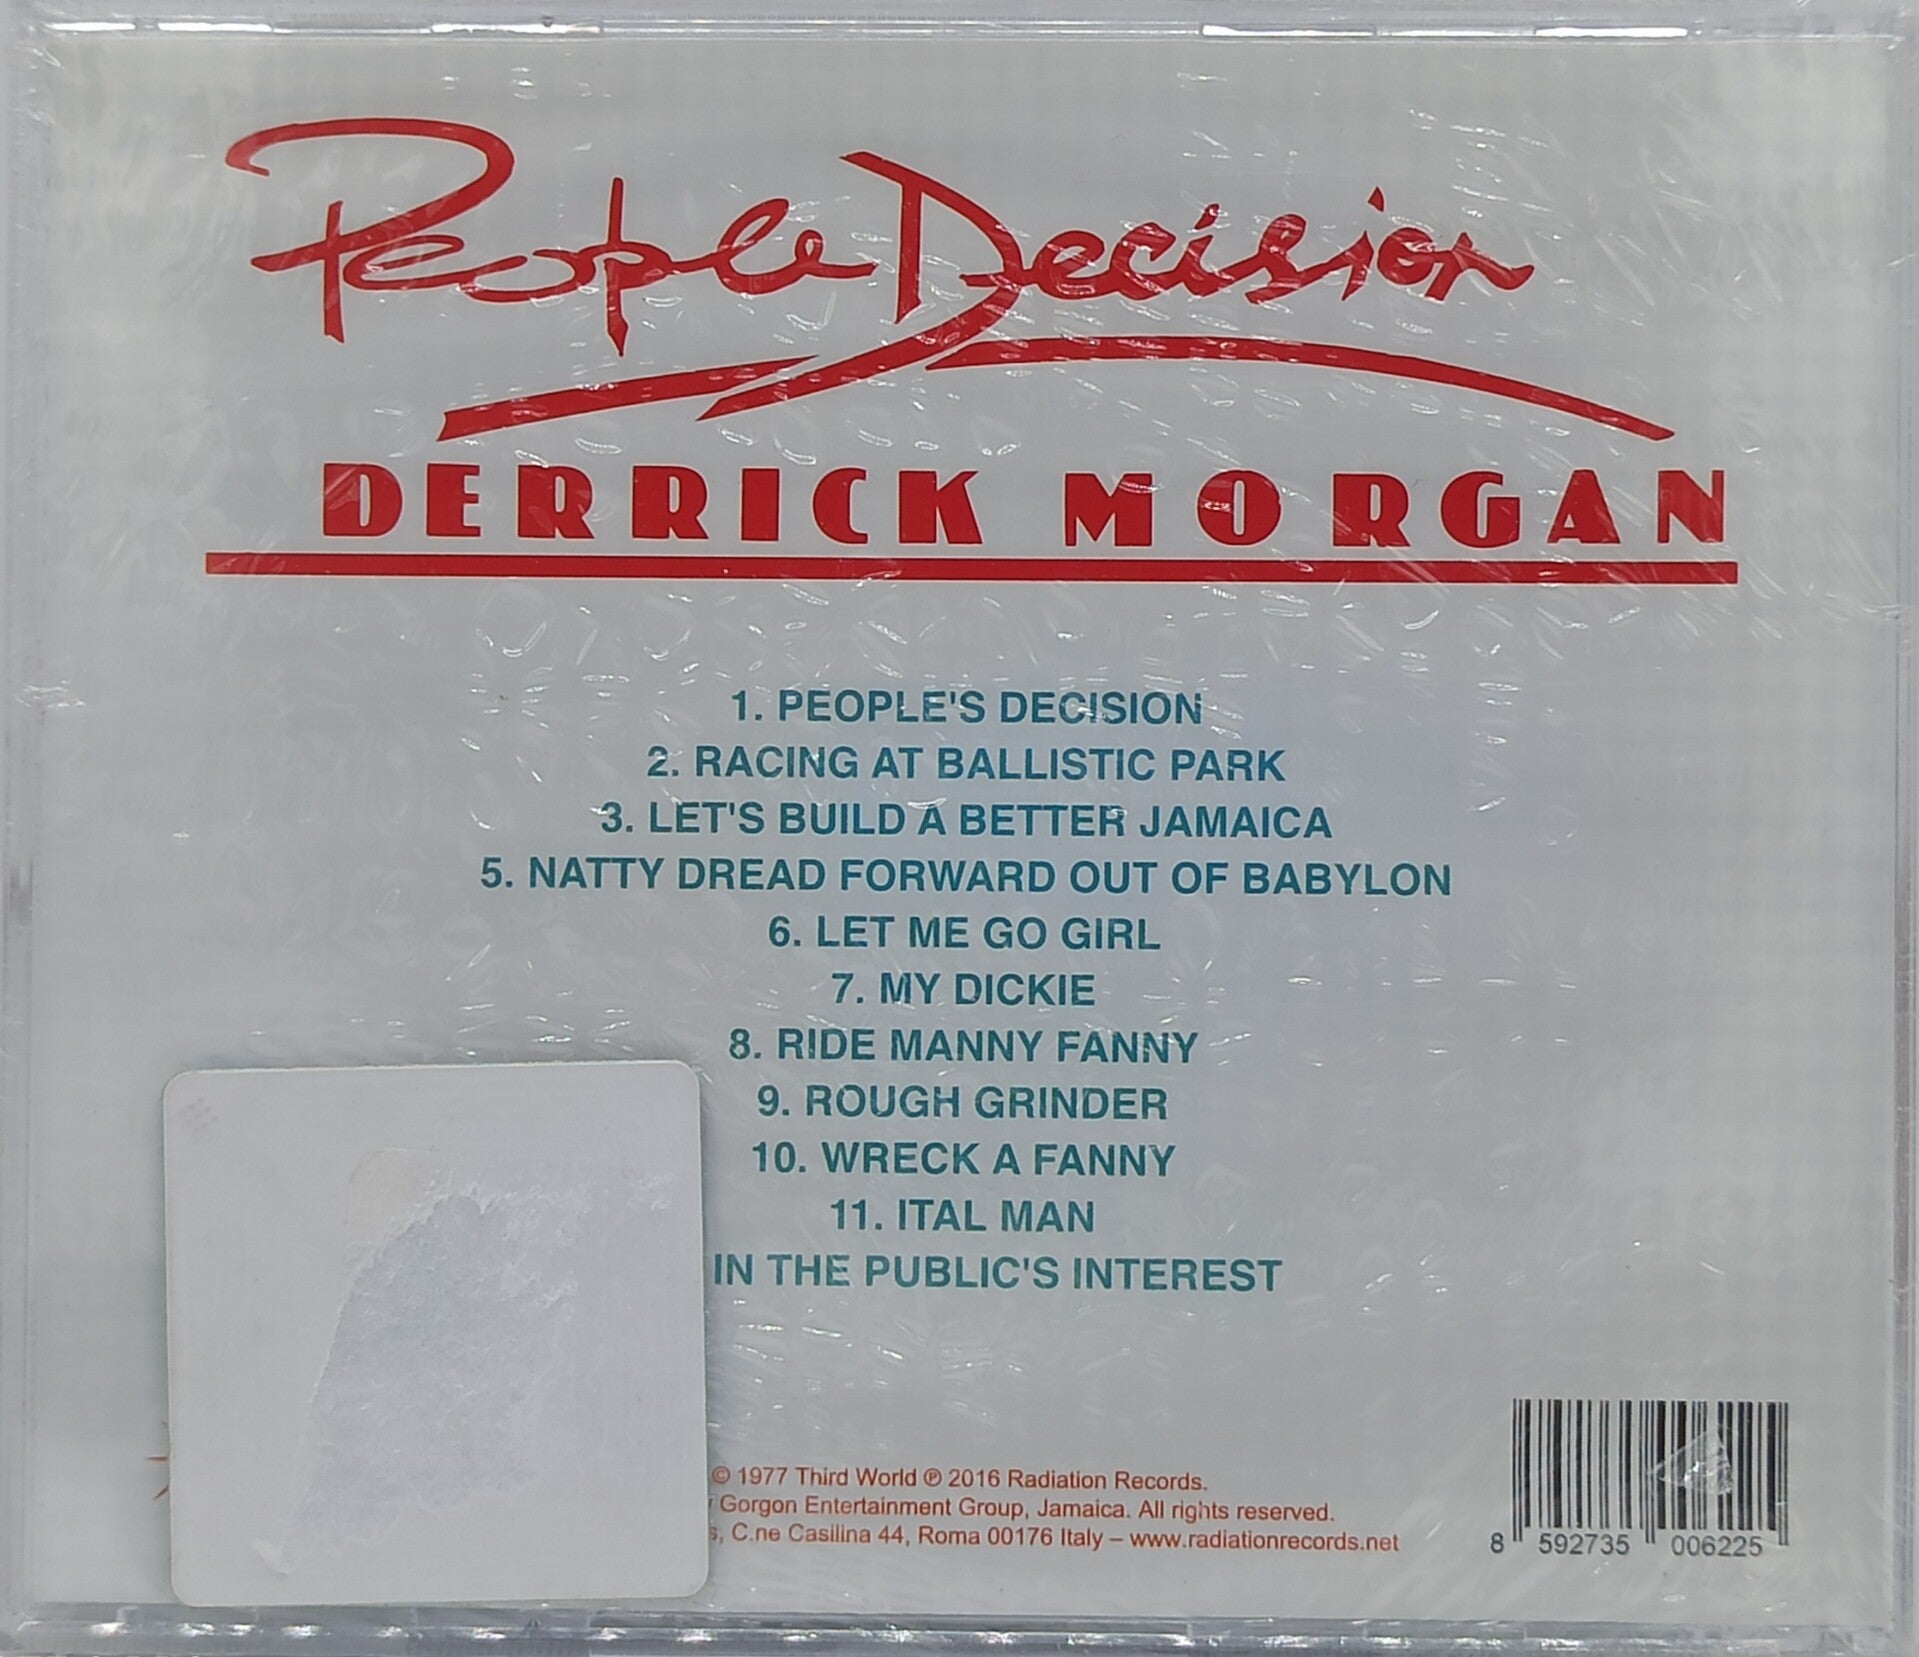 People Decision
DERRICK MORGAN
1. PEOPLE'S DECISION
2. RACING AT BALLISTIC PARK
3. LET'S BUILD A BETTER JAMAICA
5. NATTY DREAD FORWARD OUT OF BABYLON
6. LET ME GO GIRL
7. MY DICKIE
8. RIDE MANNY FANNY
9. ROUGH GRINDER
10. WRECK A FANNY
11. ITAL MAN
IN THE PUBLIC'S INTEREST
© 1977 Third World ℗ 2016 Radiation Records.
Gorgon Entertainment Group, Jamaica. All rights reserved.
C.ne Casilina 44, Roma 00176 Italy – www.radiationrecords.net
8 592735 006225